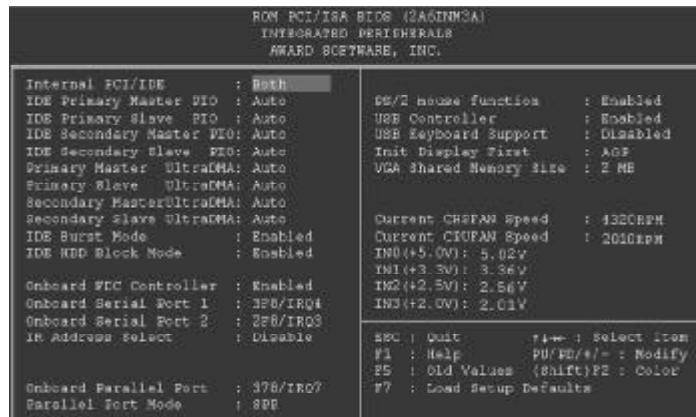 ROM PCI/ISA BIOS (2A6INM3A)
INTEGRATED PERIPHERALS
AWARD SOFTWARE, INC.
Internal PCI/IDE : Both
IDE Primary Master PIO : Auto
IDE Primary Slave PIO : Auto
IDE Secondary Master PIO: Auto
IDE Secondary Slave PIO: Auto
Primary Master UltraDMA: Auto
Primary Slave UltraDMA: Auto
Secondary MasterUltraDMA: Auto
Secondary Slave UltraDMA: Auto
IDE Burst Mode : Enabled
IDE HDD Block Mode : Enabled
Onboard FDC Controller : Enabled
Onboard Serial Port 1 : 3F8/IRQ4
Onboard Serial Port 2 : 2F8/IRQ3
IR Address Select : Disable
Onboard Parallel Port : 378/IRQ7
Parallel Port Mode : SPP
PS/2 mouse function : Enabled
USB Controller : Enabled
USB Keyboard Support : Disabled
Init Display First : AGP
VGA Shared Memory Size : 2 MB
Current CHSFAN Speed : 4320RPM
Current CPUFAN Speed : 2010RPM
IN0(+5.0V): 5.02V
IN1(+3.3V): 3.36V
IN2(+2.5V): 2.56V
IN3(+2.0V): 2.01V
ESC : Quit ↑↓→← : Select Item
F1 : Help PU/PD/+/- : Modify
F5 : Old Values (Shift)F2 : Color
F7 : Load Setup Defaults